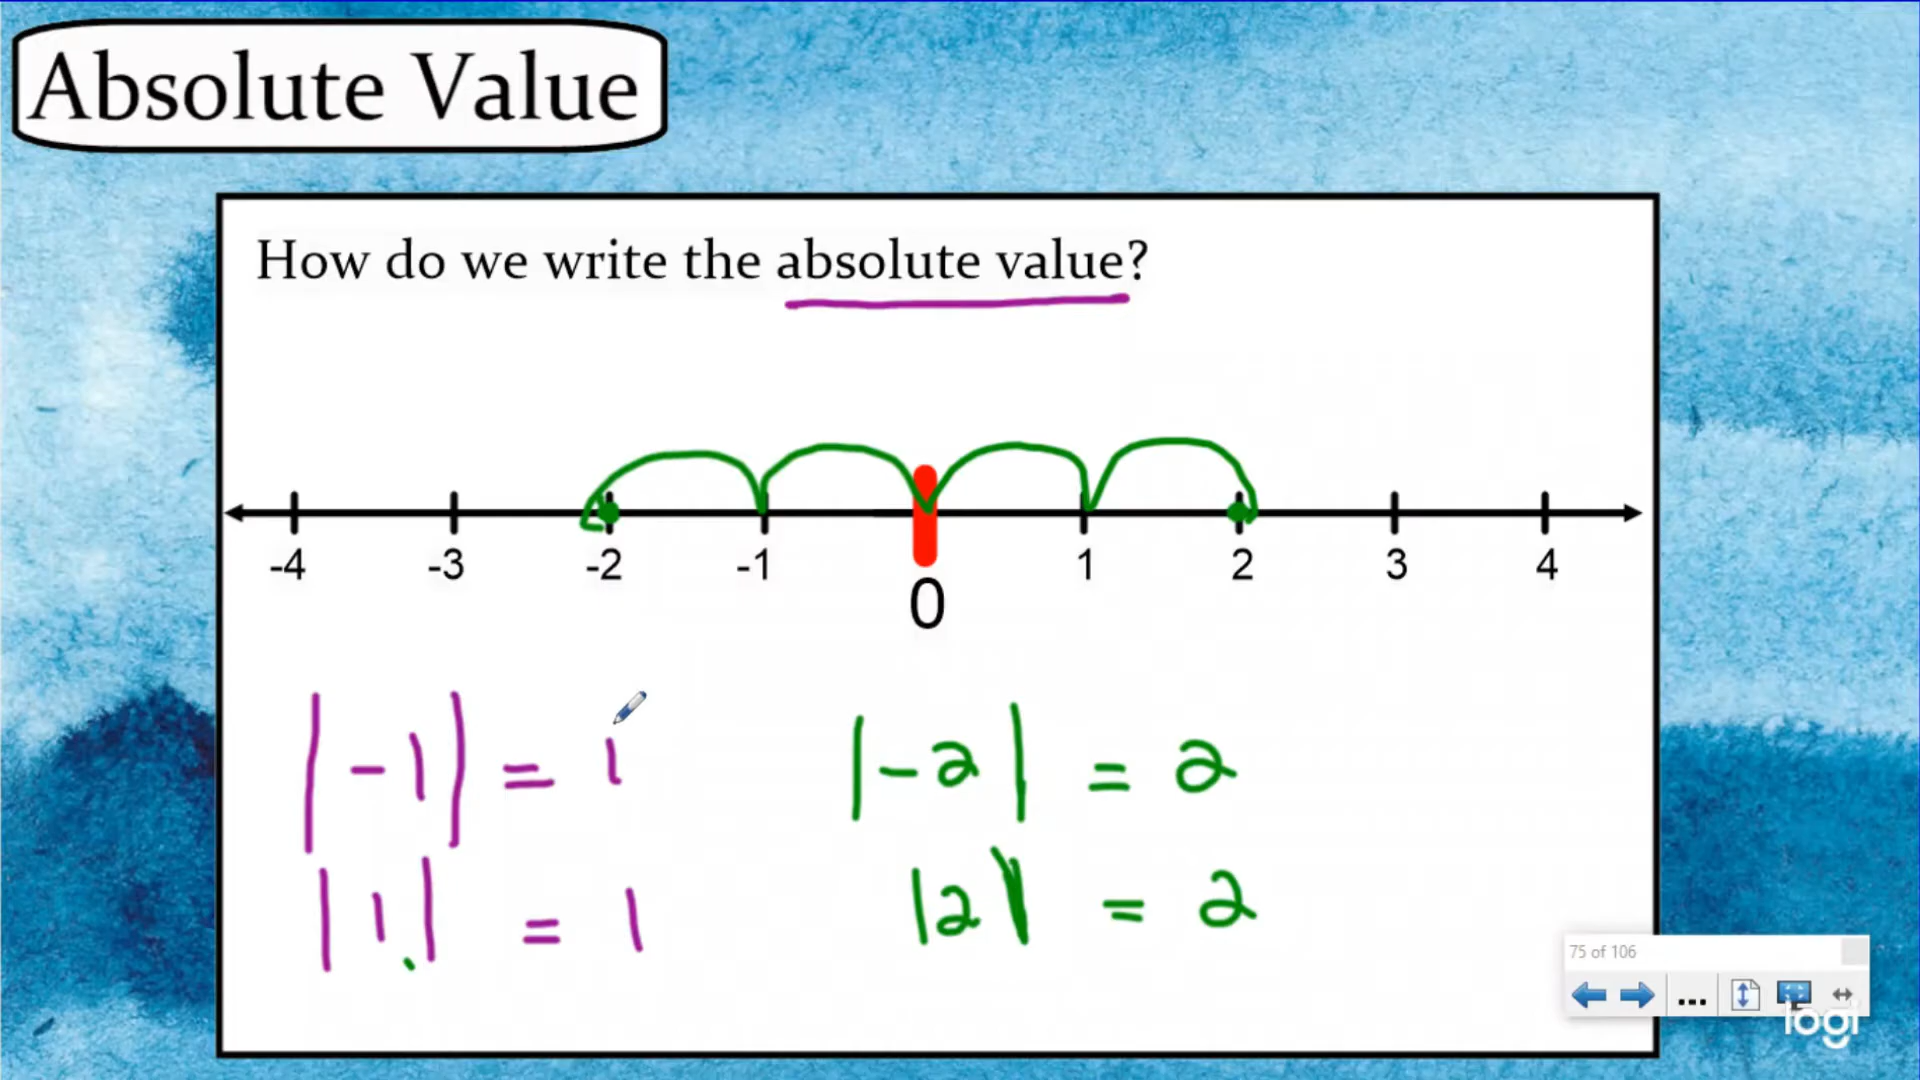 Absolute Value
How do we write the absolute value?
-4 -3 -2 -1 0 1 2 3 4
|-1| = 1 |-2| = 2
|1| = 1 |2| = 2
75 of 106
...
logi